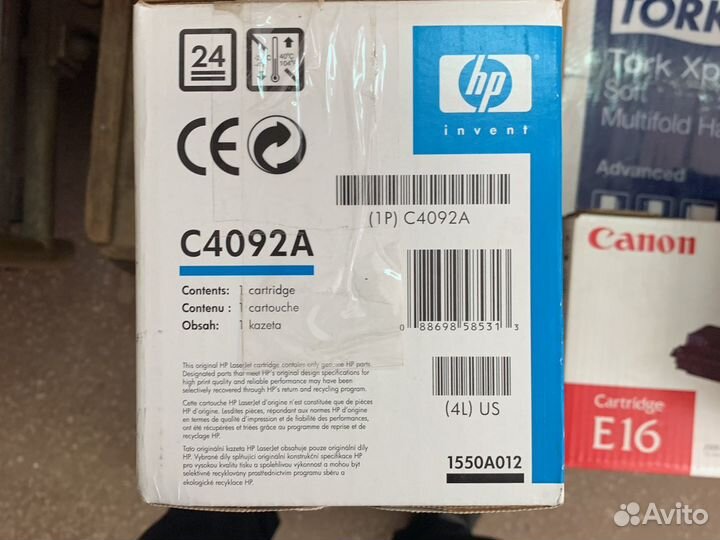 24
40°C
104°
hp
invent
CE
(1P) C4092A
C4092A
Contents: 1 cartridge
Contenu : 1 cartouche
Obsah: 1 kazeta
0 88698 58531 3
This original HP LaserJet cartridge contains only genuine HP parts.
Designated parts meet HP's original design specifications for
high print quality and reliable performance may have been
selectively recovered through HP's return and recycling program.
Cette cartouche HP LaserJet d'origine n'est constituée que de pièces
HP d'origine. Lesdites pièces, répondant aux normes HP d'origine
en termes de qualité d'impression et de fiabilité des performances,
ont été récupérées et triées grâce au programme de reprise et de
recyclage HP.
Tato originální kazeta HP LaserJet obsahuje pouze originální díly
HP. Vybrané díly splňující originální konstrukční specifikace HP
pro vysokou kvalitu tisku a spolehlivou výkonnost a mohou být
selektivně zpracovány prostřednictvím programu sběru a
ekologické recyklace HP.
(4L) US
1550A012
TORK
Tork Xp
Soft
Multifold H
Advanced
Canon
Cartridge
E16
Avito